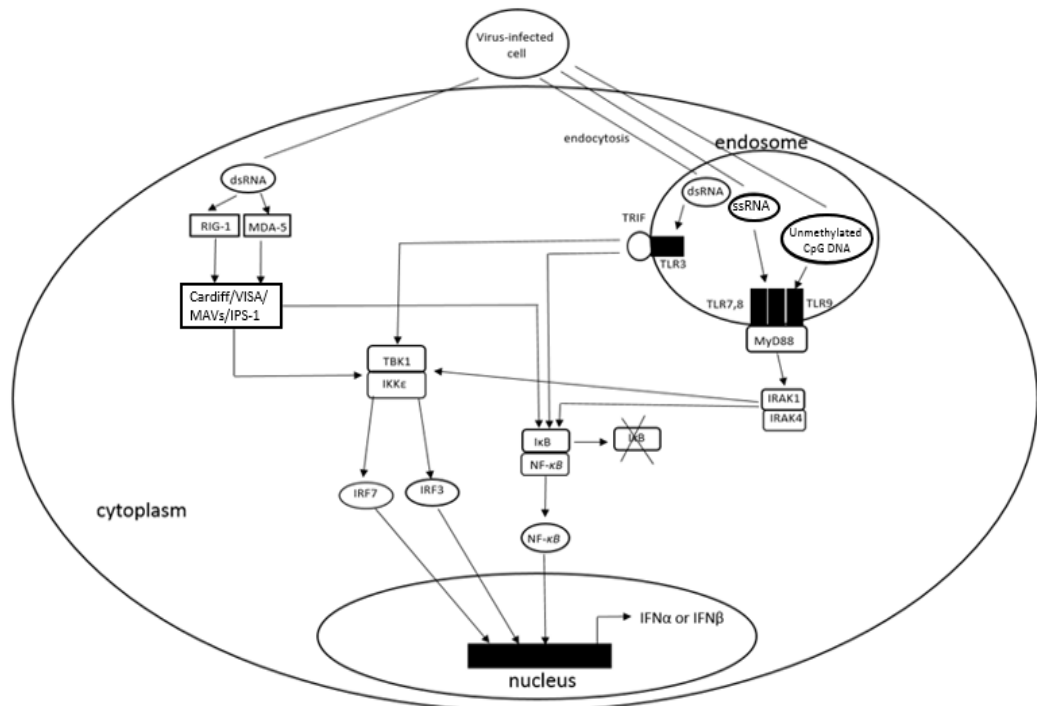 Virus-infected
cell
endocytosis
endosome
dsRNA
dsRNA
ssRNA
RIG-1
MDA-5
TRIF
Unmethylated
CpG DNA
TLR3
Cardiff/VISA/
MAVs/IPS-1
TLR7,8
TLR9
MyD88
TBK1
IKKε
IRAK1
IRAK4
IκB
IκB
NF-κB
IRF7
IRF3
cytoplasm
NF-κB
IFNα or IFNβ
nucleus